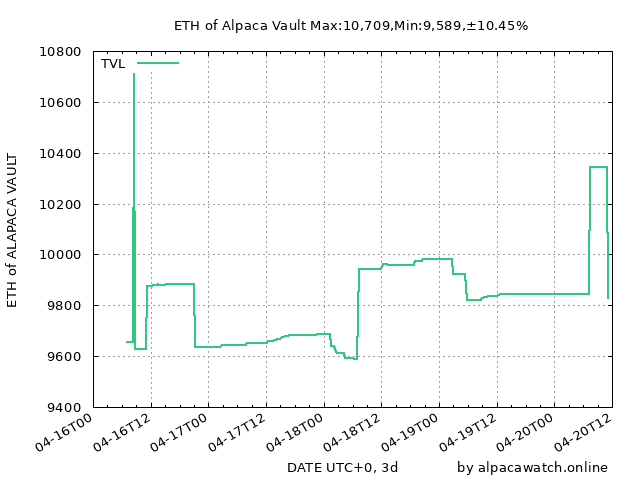 ETH of Alpaca Vault Max:10,709,Min:9,589,±10.45%
TVL
10800
10600
10400
10200
10000
9800
9600
9400
ETH of ALAPACA VAULT
04-16T00
04-16T12
04-17T00
04-17T12
04-18T00
04-18T12
04-19T00
04-19T12
04-20T00
04-20T12
DATE UTC+0, 3d
by alpacawatch.online